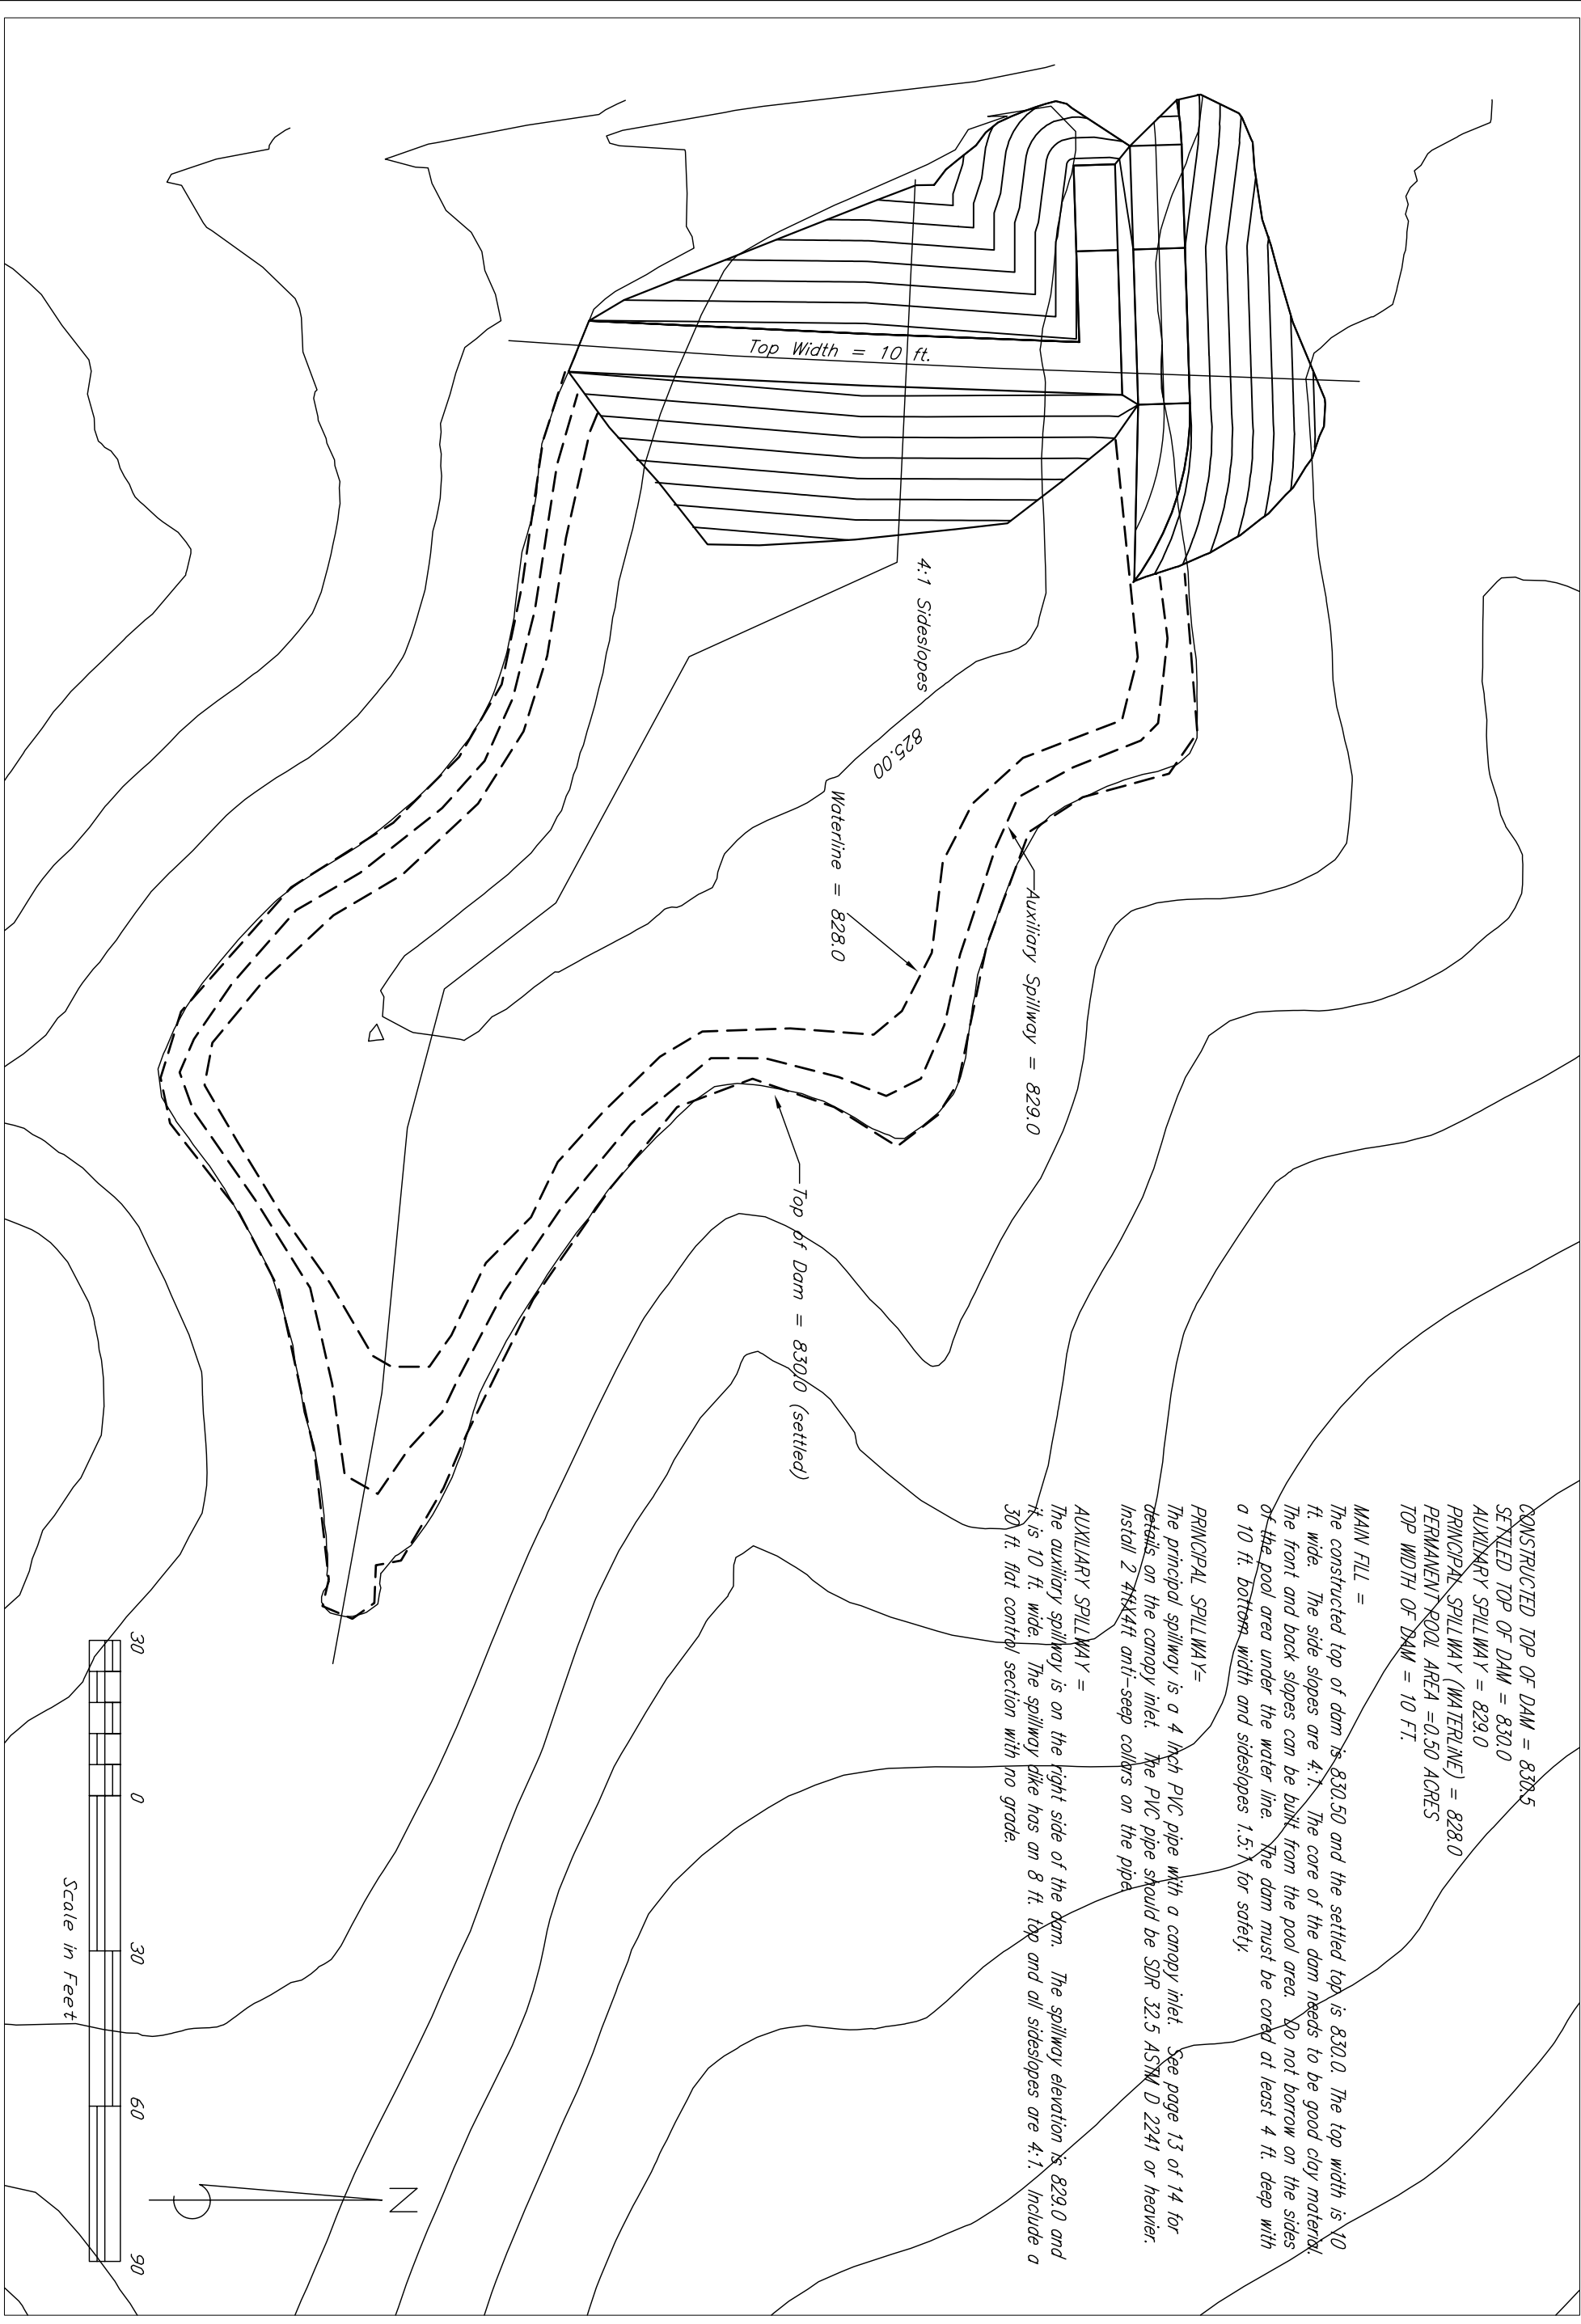 CONSTRUCTED TOP OF DAM = 830.5
SETTLED TOP OF DAM = 830.0
AUXILIARY SPILLWAY = 829.0
PRINCIPAL SPILLWAY (WATERLINE) = 828.0
PERMANENT POOL AREA =0.50 ACRES
TOP WIDTH OF DAM = 10 FT.
MAIN FILL =
The constructed top of dam is 830.50 and the settled top is 830.0. The top width is 10
ft. wide. The side slopes are 4:1. The core of the dam needs to be good clay material.
The front and back slopes can be built from the pool area. Do not borrow on the sides
of the pool area under the water line. The dam must be cored at least 4 ft. deep with
a 10 ft. bottom width and sideslopes 1.5:1 for safety.
PRINCIPAL SPILLWAY=
The principal spillway is a 4 inch PVC pipe with a canopy inlet. See page 13 of 14 for
details on the canopy inlet. The PVC pipe should be SDR 32.5 ASTM D 2241 or heavier.
Install 2 4ftX4ft anti-seep collars on the pipe
AUXILIARY SPILLWAY =
The auxiliary spillway is on the right side of the dam. The spillway elevation is 829.0 and
it is 10 ft. wide. The spillway dike has an 8 ft. top and all sideslopes are 4:1. Include a
30 ft. flat control section with no grade.
Top Width = 10 ft.
4:1 Sideslopes
825.00
Waterline = 828.0
Auxiliary Spillway = 829.0
Top of Dam = 830.0 (settled)
30 0 30 60 90
Scale in Feet
N